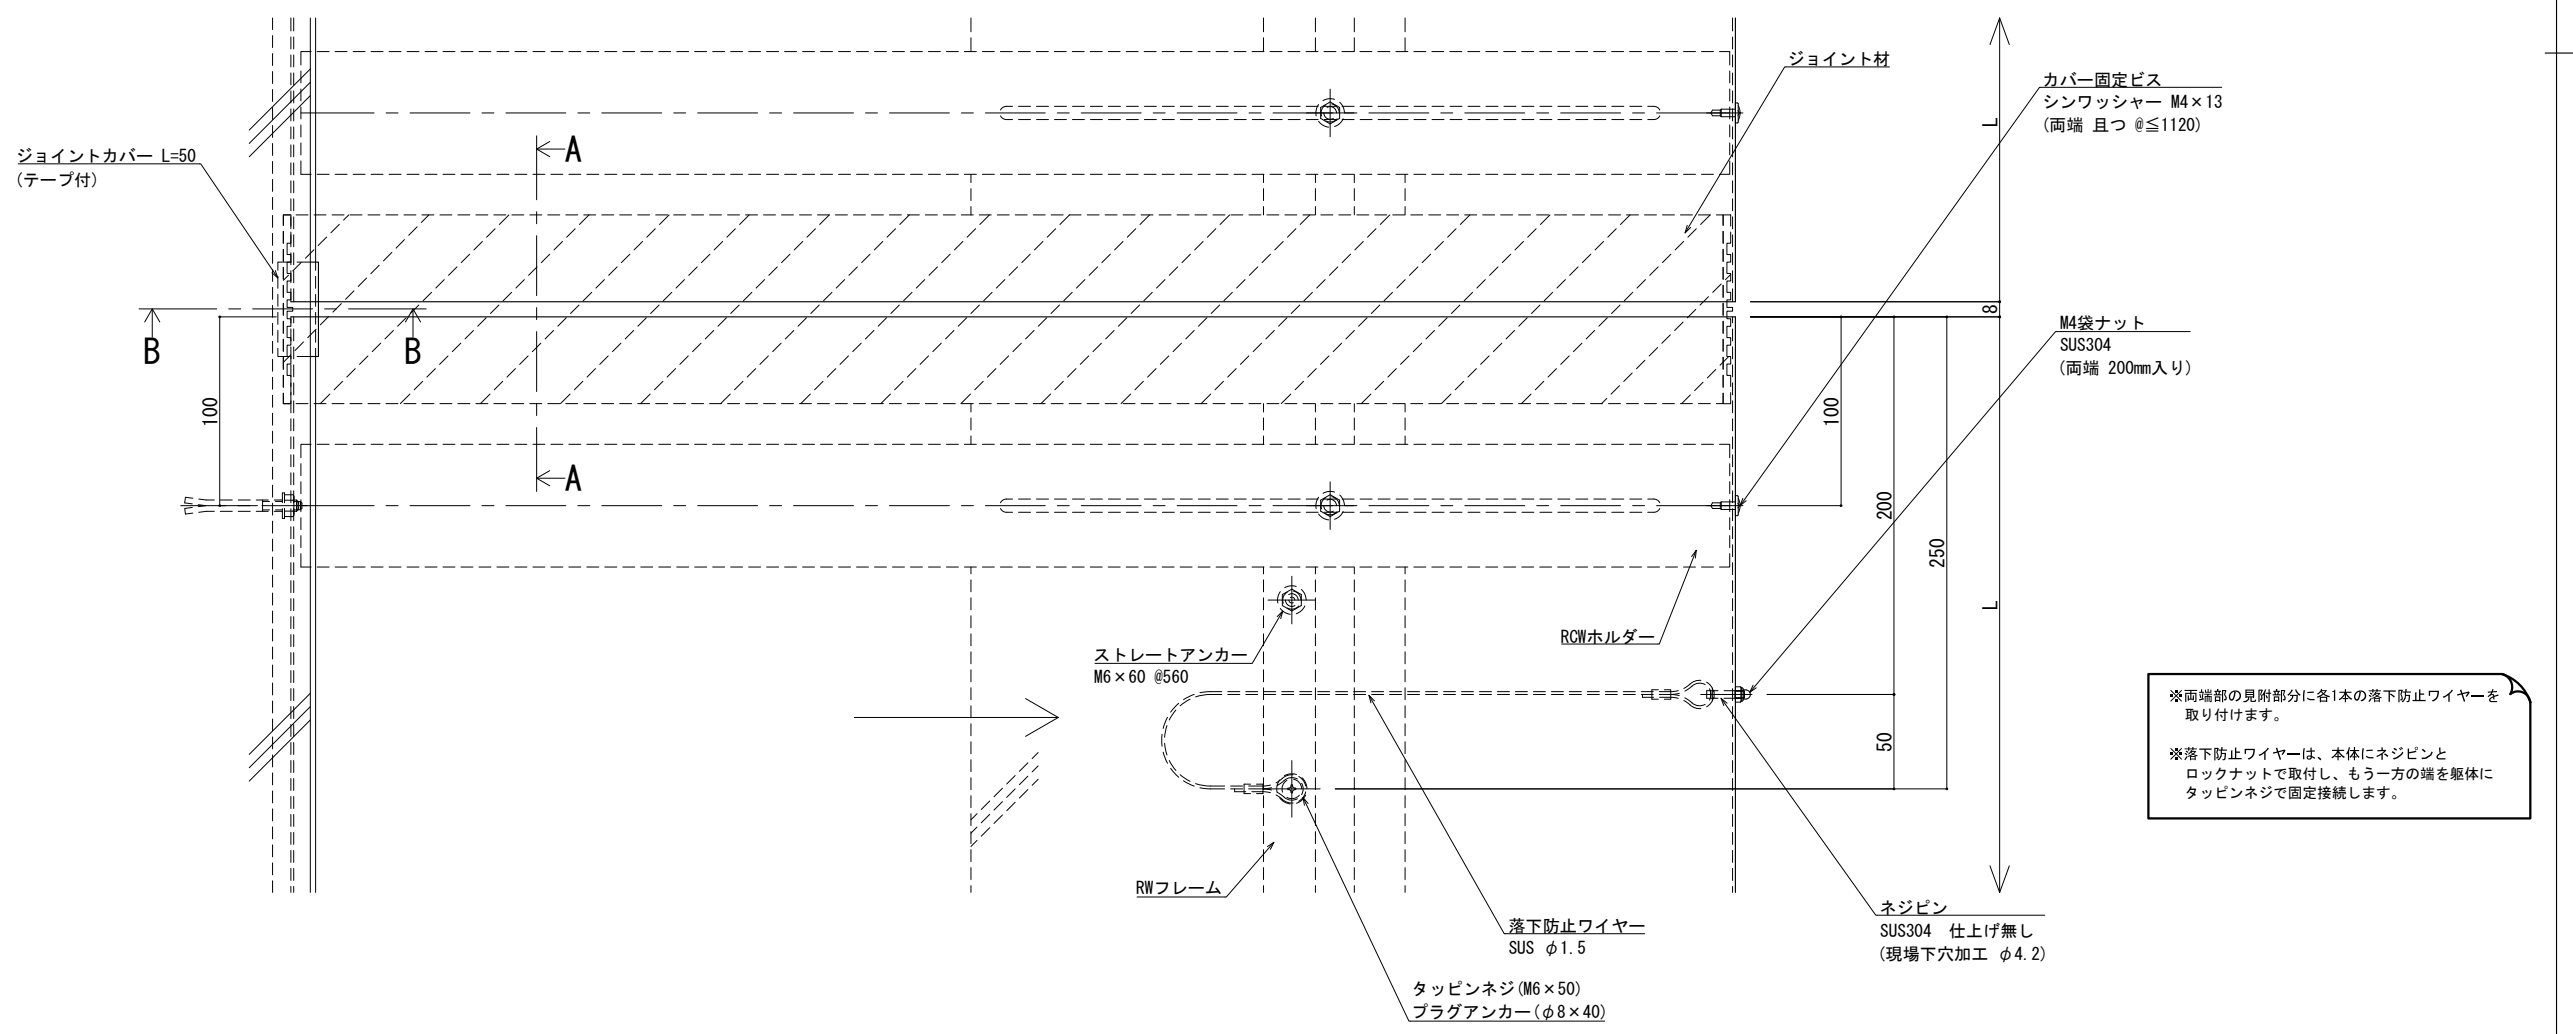 ジョイント材
カバー固定ビス
シンワッシャー M4×13
(両端 且つ @≦1120)
L
A
ジョイントカバー L=50
(テープ付)
8
B
B
M4袋ナット
SUS304
(両端 200mm入り)
100
100
A
200
250
L
RCWホルダー
ストレートアンカー
M6×60 @560
50
※両端部の見附部分に各1本の落下防止ワイヤーを
取り付けます。
※落下防止ワイヤーは、本体にネジピンと
ロックナットで取付し、もう一方の端を躯体に
タッピンネジで固定接続します。
RWフレーム
落下防止ワイヤー
SUS φ1.5
ネジピン
SUS304 仕上げ無し
(現場下穴加工 φ4.2)
タッピンネジ(M6×50)
プラグアンカー(φ8×40)